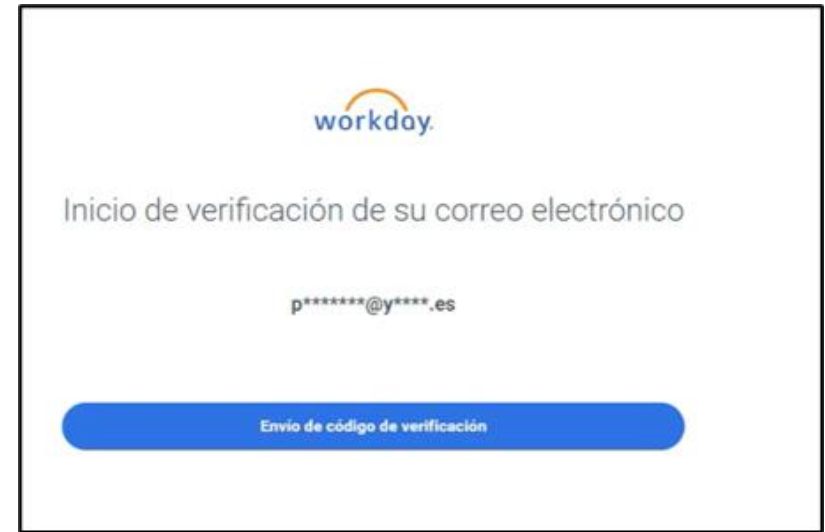 workday.
Inicio de verificación de su correo electrónico
p*******@y****.es
Envío de código de verificación